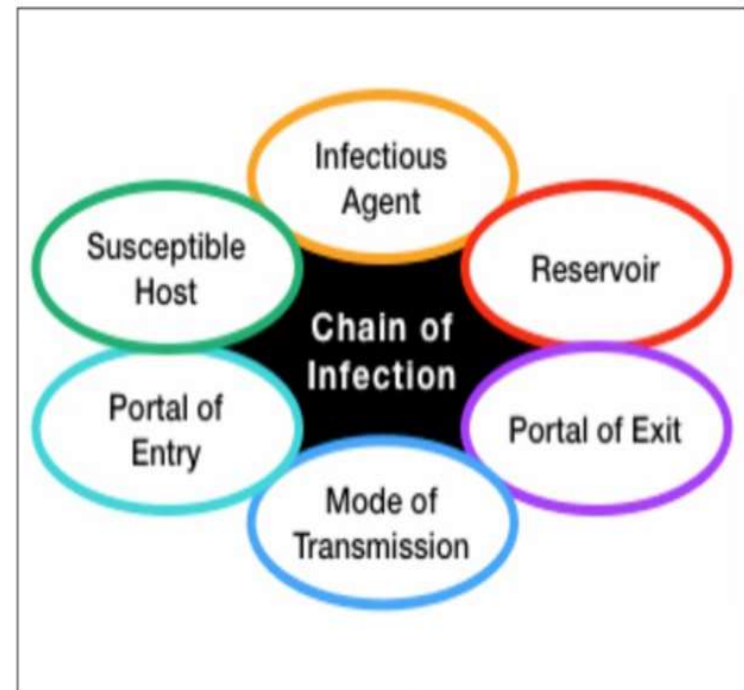 Infectious
Agent
Susceptible
Host
Reservoir
Chain of
Infection
Portal of
Entry
Portal of Exit
Mode of
Transmission